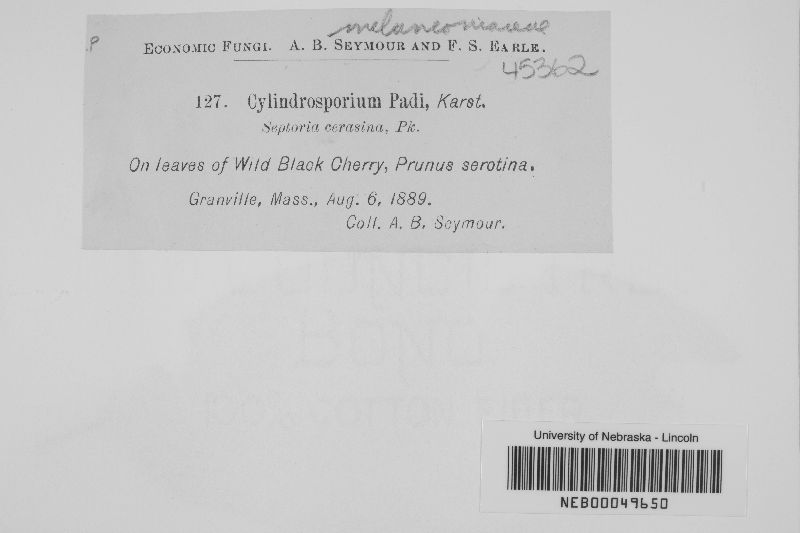 melanconiaceae
P
Economic Fungi. A. B. Seymour and F. S. Earle.
45362
127. Cylindrosporium Padi, Karst.
Septoria cerasina, Pk.
On leaves of Wild Black Cherry, Prunus serotina.
Granville, Mass., Aug. 6, 1889.
Coll. A. B. Seymour.
University of Nebraska - Lincoln
NEB00049650